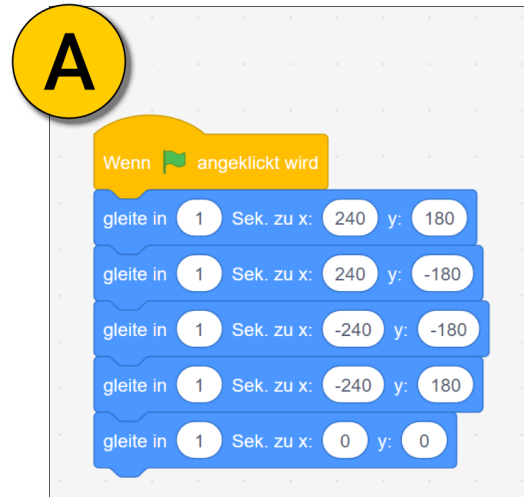 A
Wenn angeklickt wird
gleite in 1 Sek. zu x: 240 y: 180
gleite in 1 Sek. zu x: 240 y: -180
gleite in 1 Sek. zu x: -240 y: -180
gleite in 1 Sek. zu x: -240 y: 180
gleite in 1 Sek. zu x: 0 y: 0